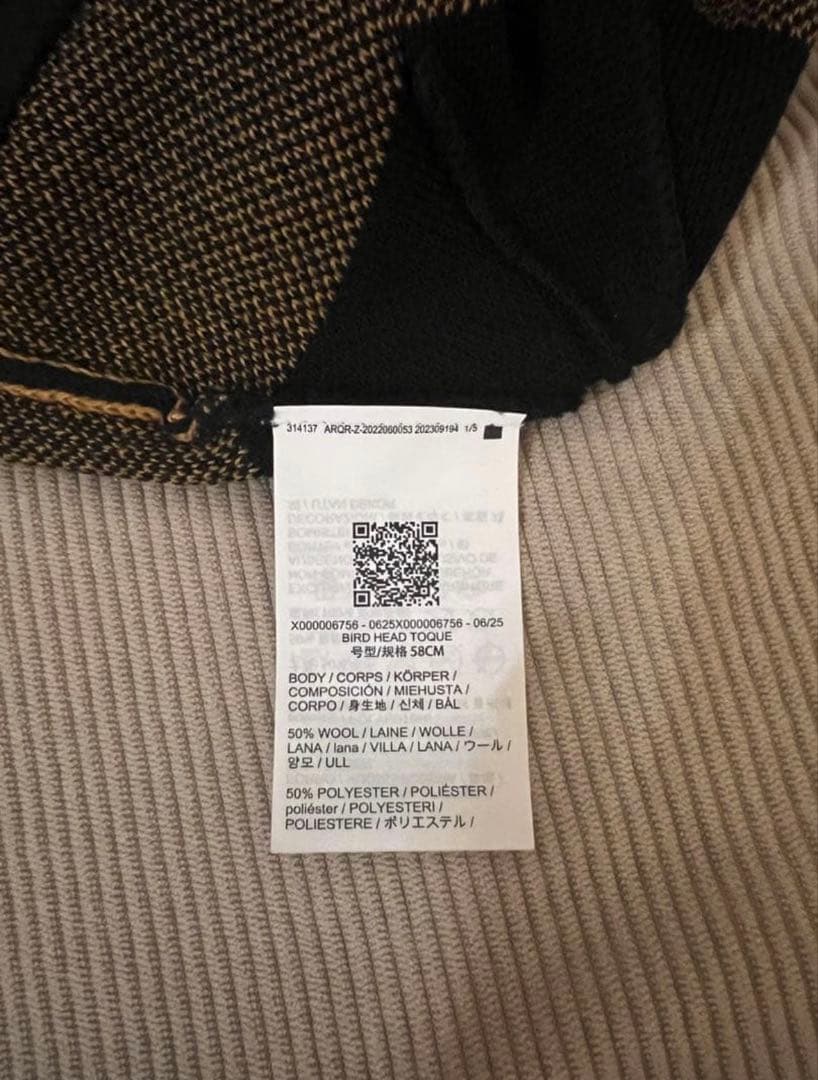 314137 ARQR-Z-2022060053 202309194 1/5
X000006756 - 0625X000006756 - 06/25
BIRD HEAD TOQUE
号型/规格 58CM
BODY / CORPS / KÖRPER /
COMPOSICIÓN / MIEHUSTA /
CORPO / 身生地 / 신체 / BÅL
50% WOOL / LAINE / WOLLE /
LANA / lana / VILLA / LANA / ウール /
양모 / ULL
50% POLYESTER / POLIÉSTER /
poliéster / POLYESTERI /
POLIESTERE / ポリエステル /